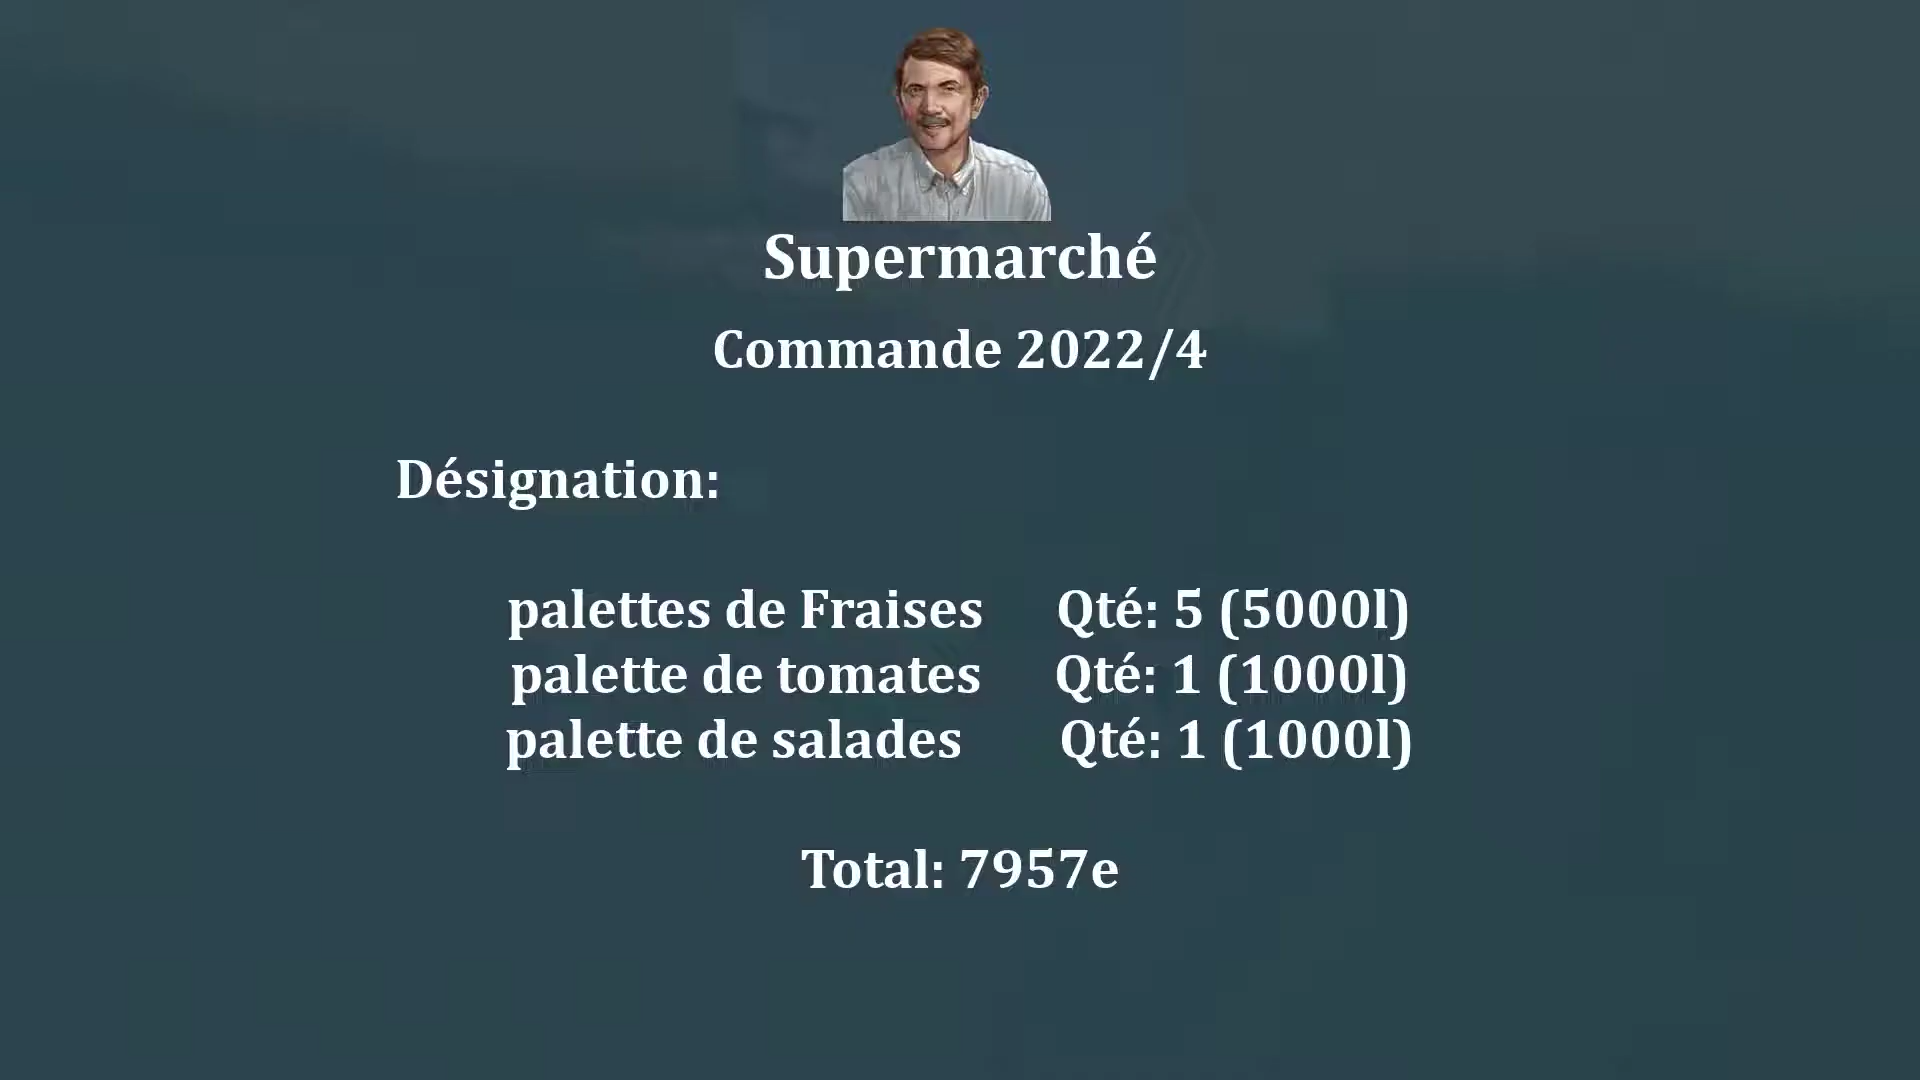 Supermarché
Commande 2022/4
Désignation:
palettes de Fraises Qté: 5 (5000l)
palette de tomates Qté: 1 (1000l)
palette de salades Qté: 1 (1000l)
Total: 7957e